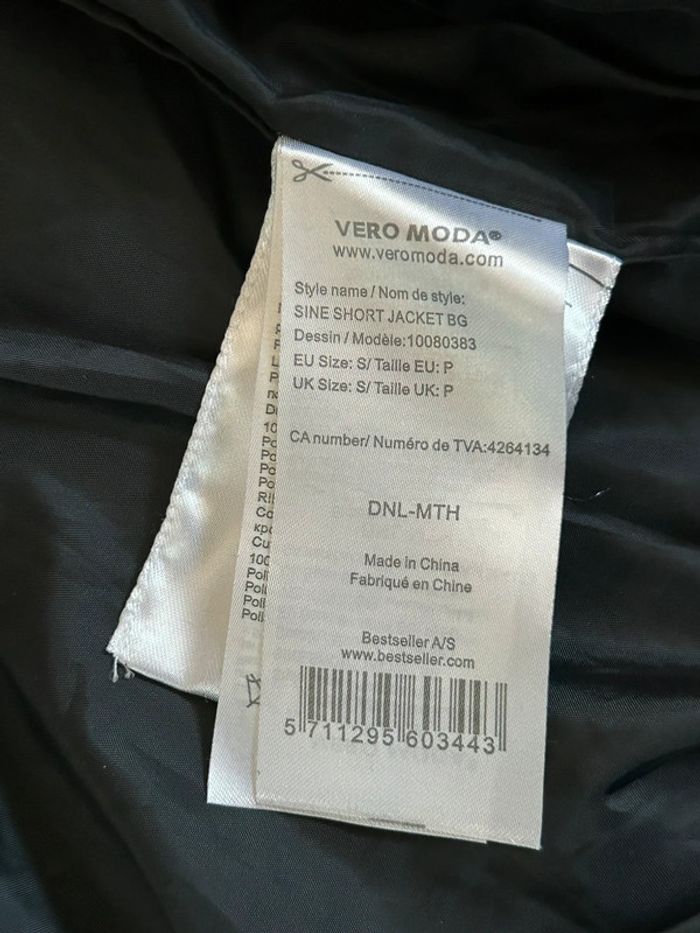 VERO MODA®
www.veromoda.com
Style name / Nom de style:
SINE SHORT JACKET BG
Dessin / Modèle:10080383
EU Size: S/ Taille EU: P
UK Size: S/ Taille UK: P
CA number/ Numéro de TVA:4264134
DNL-MTH
Made in China
Fabriqué en Chine
Bestseller A/S
www.bestseller.com
5 711295 603443